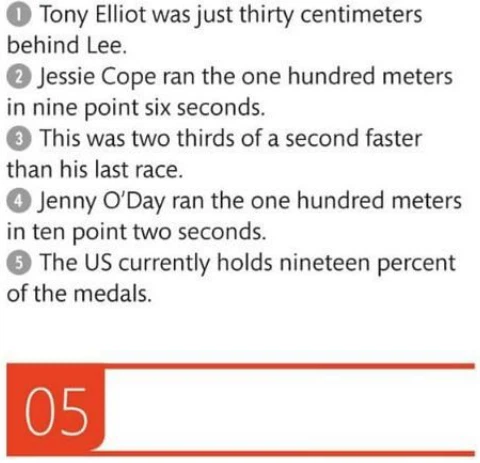 1 Tony Elliot was just thirty centimeters
behind Lee.
2 Jessie Cope ran the one hundred meters
in nine point six seconds.
3 This was two thirds of a second faster
than his last race.
4 Jenny O'Day ran the one hundred meters
in ten point two seconds.
5 The US currently holds nineteen percent
of the medals.
05